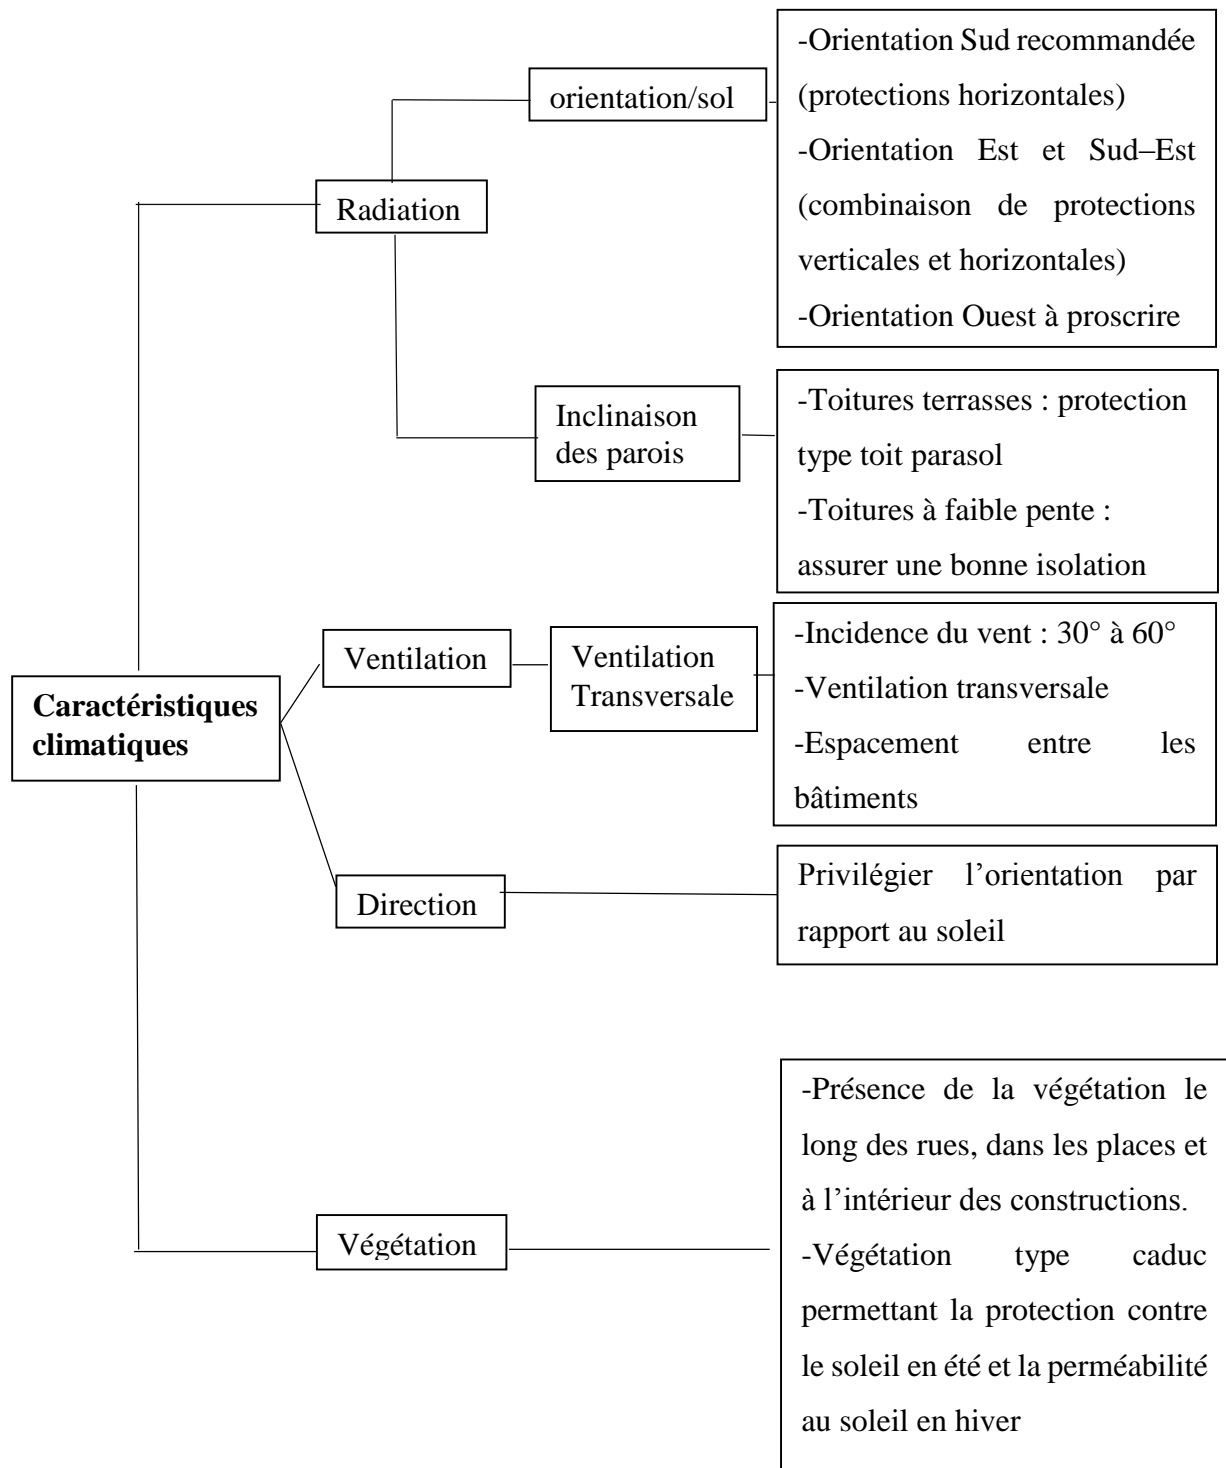 -Orientation Sud recommandée
(protections horizontales)
-Orientation Est et Sud–Est
(combinaison de protections
verticales et horizontales)
-Orientation Ouest à proscrire
orientation/sol
Radiation
Inclinaison
des parois
-Toitures terrasses : protection
type toit parasol
-Toitures à faible pente :
assurer une bonne isolation
Caractéristiques
climatiques
Ventilation
Ventilation
Transversale
-Incidence du vent : 30° à 60°
-Ventilation transversale
-Espacement entre les
bâtiments
Direction
Privilégier l’orientation par
rapport au soleil
Végétation
-Présence de la végétation le
long des rues, dans les places et
à l’intérieur des constructions.
-Végétation type caduc
permettant la protection contre
le soleil en été et la perméabilité
au soleil en hiver